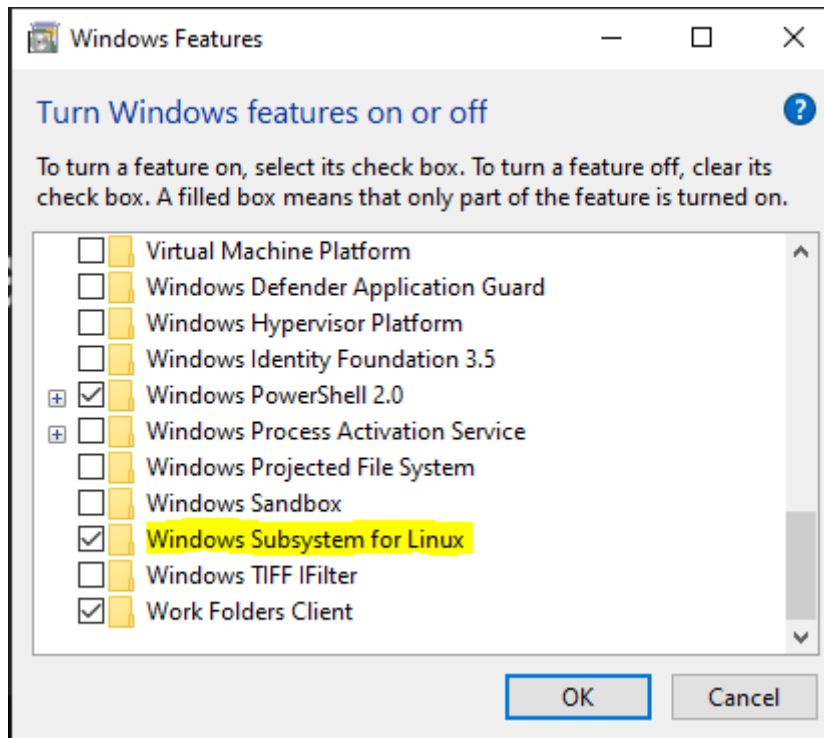 Windows Features
Turn Windows features on or off
?
To turn a feature on, select its check box. To turn a feature off, clear its
check box. A filled box means that only part of the feature is turned on.
Virtual Machine Platform
Windows Defender Application Guard
Windows Hypervisor Platform
Windows Identity Foundation 3.5
Windows PowerShell 2.0
Windows Process Activation Service
Windows Projected File System
Windows Sandbox
Windows Subsystem for Linux
Windows TIFF IFilter
Work Folders Client
OK
Cancel